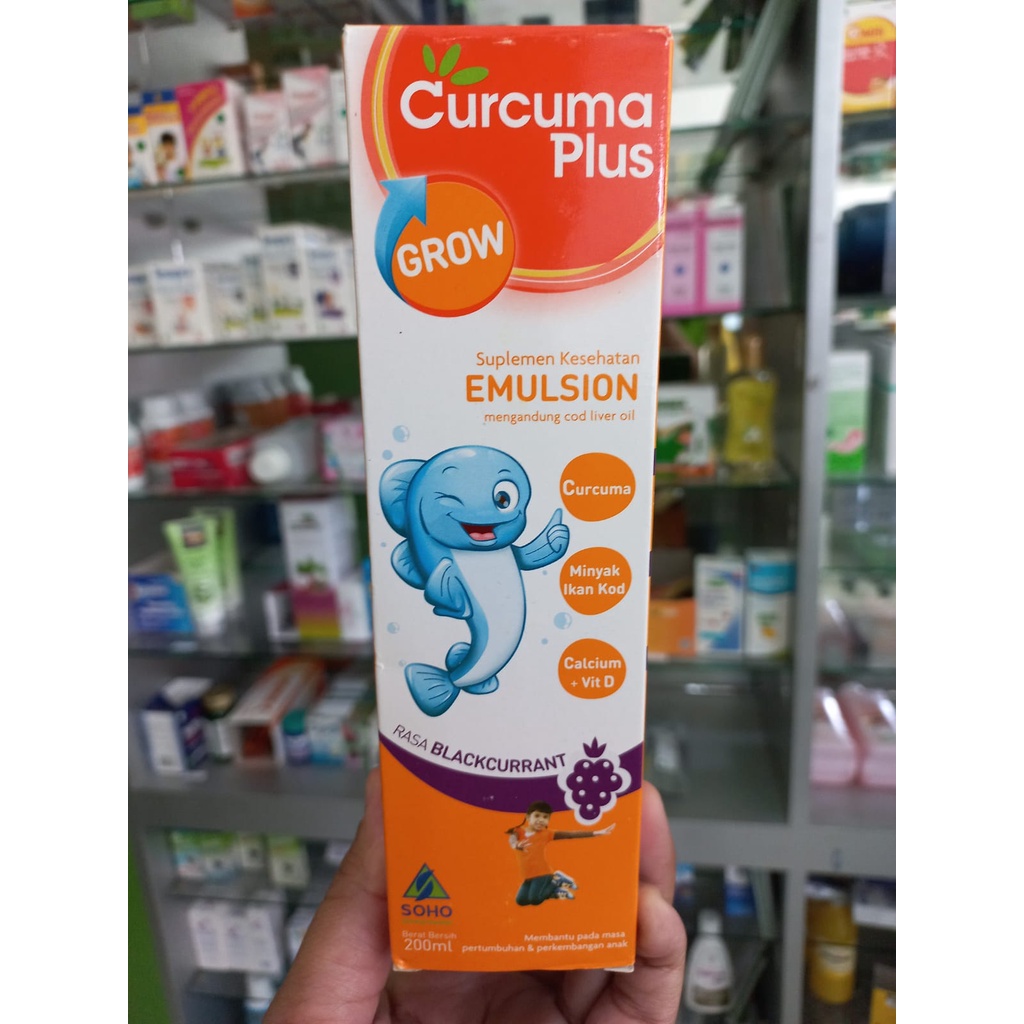 Curcuma
Plus
GROW
Suplemen Kesehatan
EMULSION
mengandung cod liver oil
Curcuma
Minyak
Ikan Kod
Calcium
+ Vit D
RASA BLACKCURRANT
SOHO
Berat Bersih
200ml
Membantu pada masa
pertumbuhan & perkembangan anak